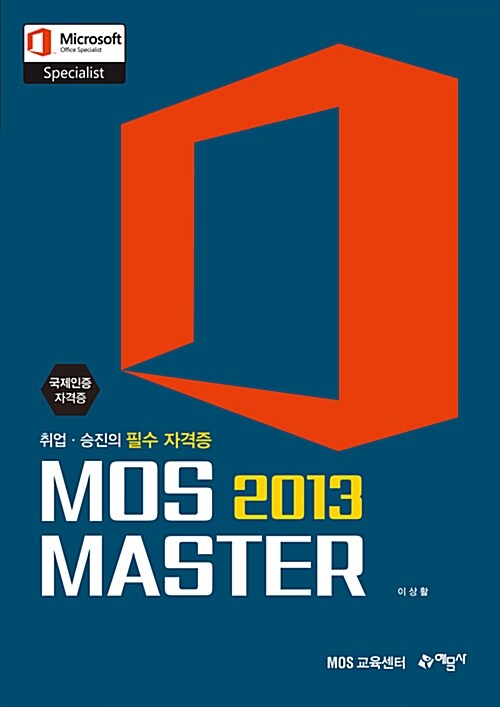 Microsoft
Office Specialist
Specialist
국제인증
자격증
취업 · 승진의 필수 자격증
MOS 2013
MASTER
이상활
MOS 교육센터 예문사